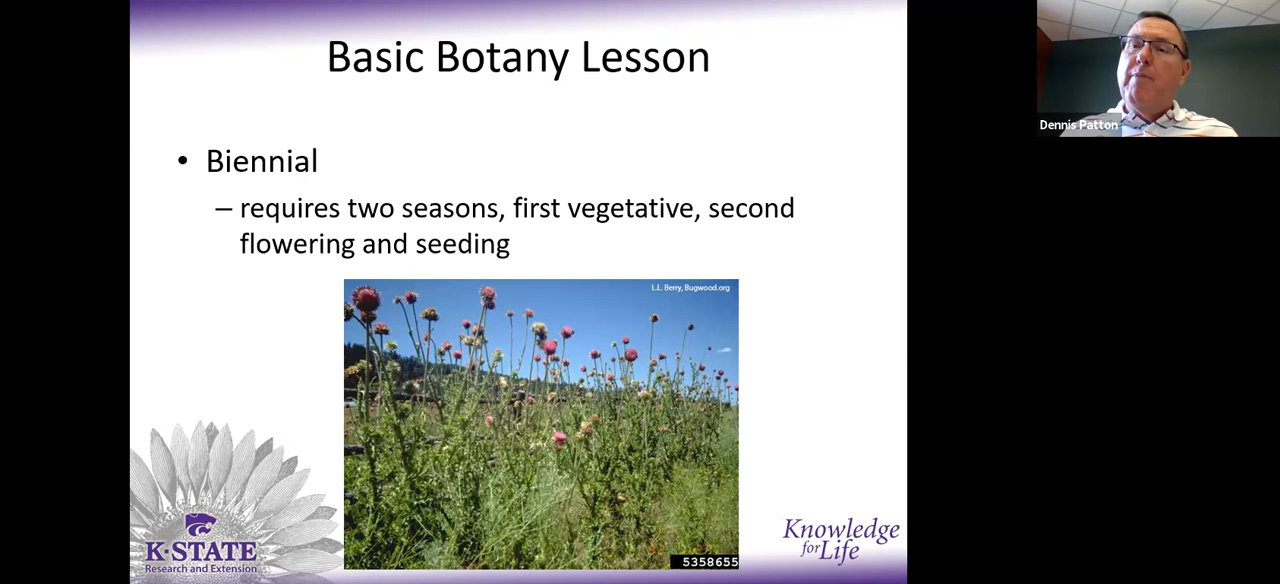 Basic Botany Lesson
• Biennial
– requires two seasons, first vegetative, second
flowering and seeding
L.L. Berry, Bugwood.org
5358655
K-STATE
Research and Extension
Knowledge
for Life
Dennis Patton